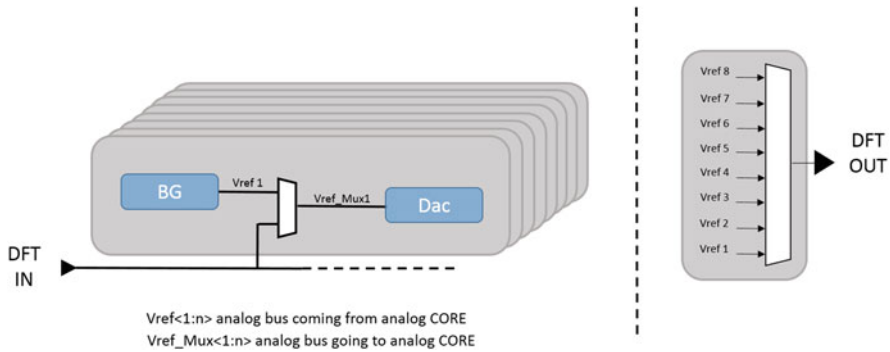 BG
Vref 1
Vref_Mux1
Dac
DFT
IN
Vref<1:n> analog bus coming from analog CORE
Vref_Mux<1:n> analog bus going to analog CORE
Vref 8
Vref 7
Vref 6
Vref 5
Vref 4
Vref 3
Vref 2
Vref 1
DFT
OUT